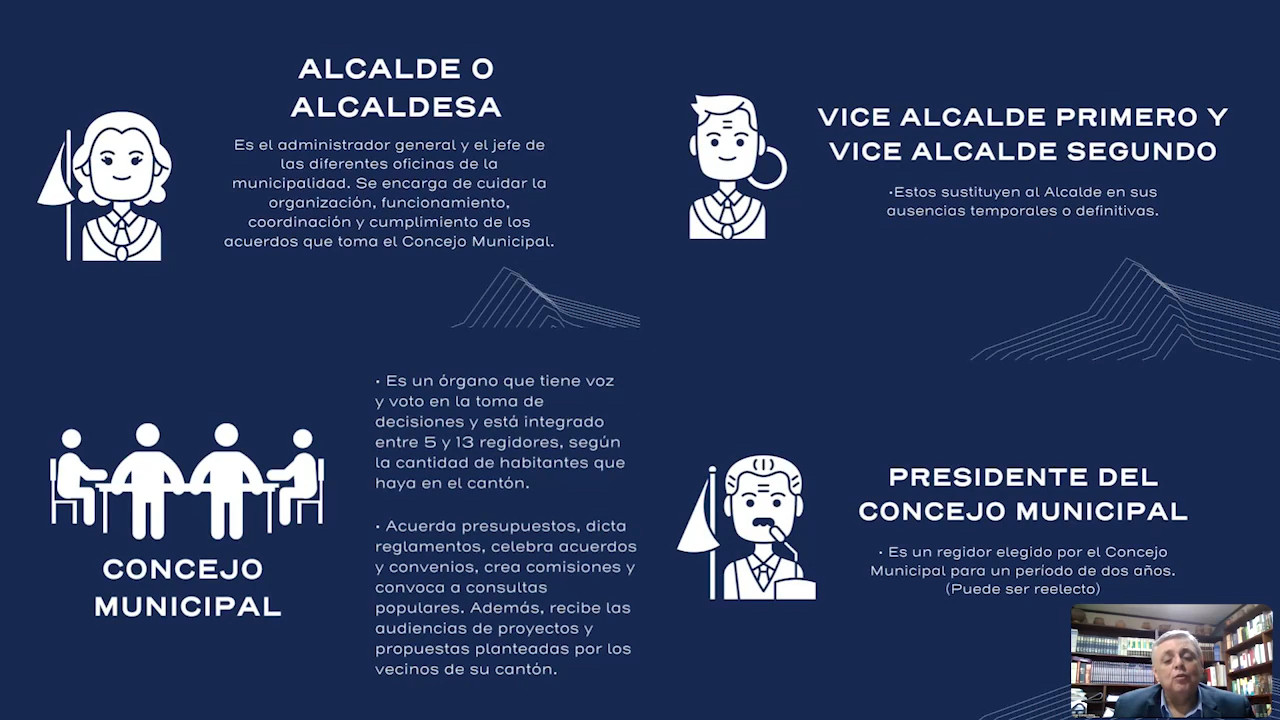 ALCALDE O
ALCALDESA
Es el administrador general y el jefe de
las diferentes oficinas de la
municipalidad. Se encarga de cuidar la
organización, funcionamiento,
coordinación y cumplimiento de los
acuerdos que toma el Concejo Municipal.
VICE ALCALDE PRIMERO Y
VICE ALCALDE SEGUNDO
•Estos sustituyen al Alcalde en sus
ausencias temporales o definitivas.
CONCEJO
MUNICIPAL
• Es un órgano que tiene voz
y voto en la toma de
decisiones y está integrado
entre 5 y 13 regidores, según
la cantidad de habitantes que
haya en el cantón.
• Acuerda presupuestos, dicta
reglamentos, celebra acuerdos
y convenios, crea comisiones y
convoca a consultas
populares. Además, recibe las
audiencias de proyectos y
propuestas planteadas por los
vecinos de su cantón.
PRESIDENTE DEL
CONCEJO MUNICIPAL
• Es un regidor elegido por el Concejo
Municipal para un período de dos años.
(Puede ser reelecto)